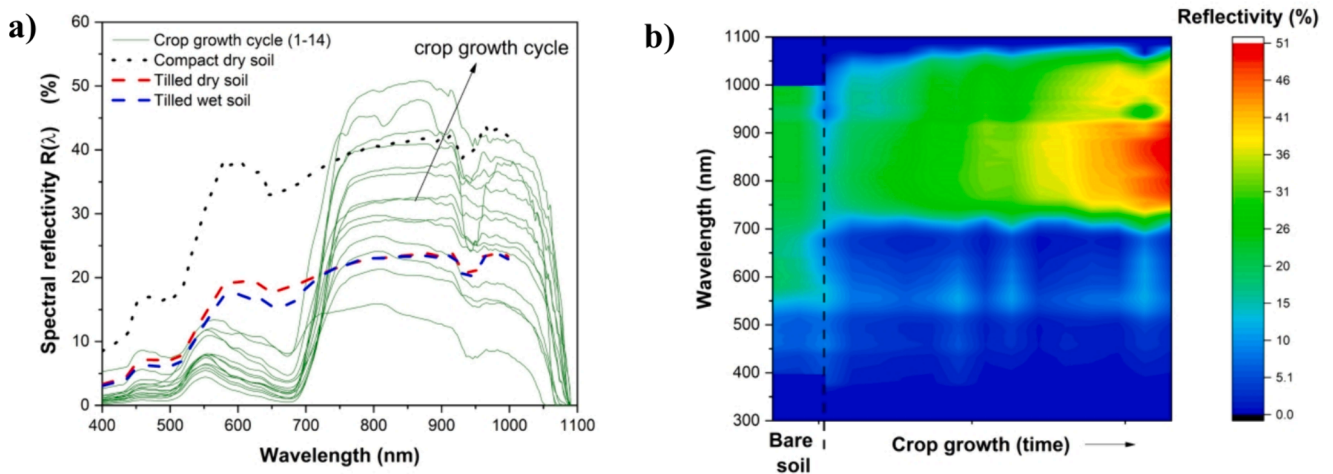 a)
Spectral reflectivity R(λ) (%)
60
50
40
30
20
10
0
Crop growth cycle (1-14)
Compact dry soil
Tilled dry soil
Tilled wet soil
crop growth cycle
400 500 600 700 800 900 1000 1100
Wavelength (nm)
b)
Wavelength (nm)
1100
1000
900
800
700
600
500
400
300
Bare
soil
Crop growth (time)
Reflectivity (%)
51
46
41
36
31
26
20
15
10
5.1
0.0